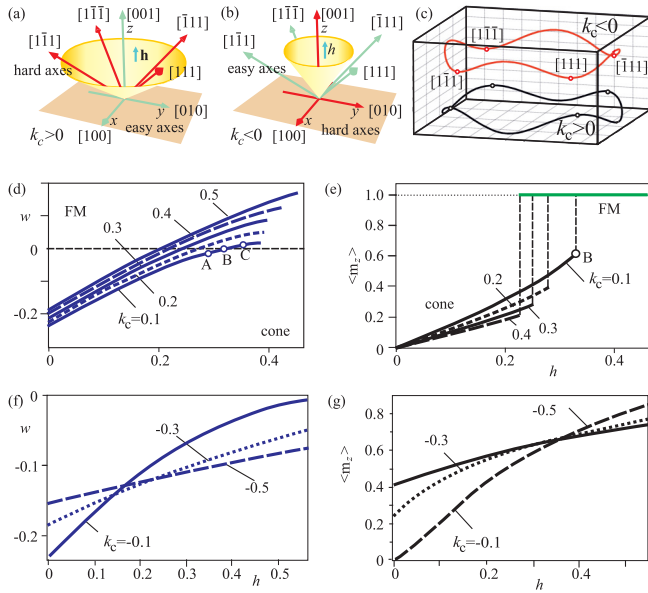 (a)
[11̄1]
[11̄1̄]
[001]
z
h
[1̄11]
hard axes
[111]
y
[010]
x
[100]
easy axes
k_c>0
(b)
[11̄1̄]
[001]
z
h
[1̄11]
[11̄1]
easy axes
[111]
y
[010]
x
[100]
hard axes
k_c<0
(c)
k_c<0
[11̄1̄]
[11̄1]
[111]
[1̄11]
k_c>0
(d)
w
0
-0.2
FM
0.3
0.4
0.5
A
B
C
k_c=0.1
0.2
cone
0
0.2
0.4
h
(e)
<m_z>
1.0
0.8
0.6
0.4
0.2
0
FM
B
0.2
k_c=0.1
cone
0.3
0.4
0
0.2
0.4
h
(f)
0
w
-0.1
-0.2
-0.3
-0.5
k_c=-0.1
0
0.1
0.2
0.3
0.4
0.5
h
(g)
<m_z>
0.8
0.6
0.4
0.2
0
-0.5
-0.3
k_c=-0.1
0
0.2
0.4
h